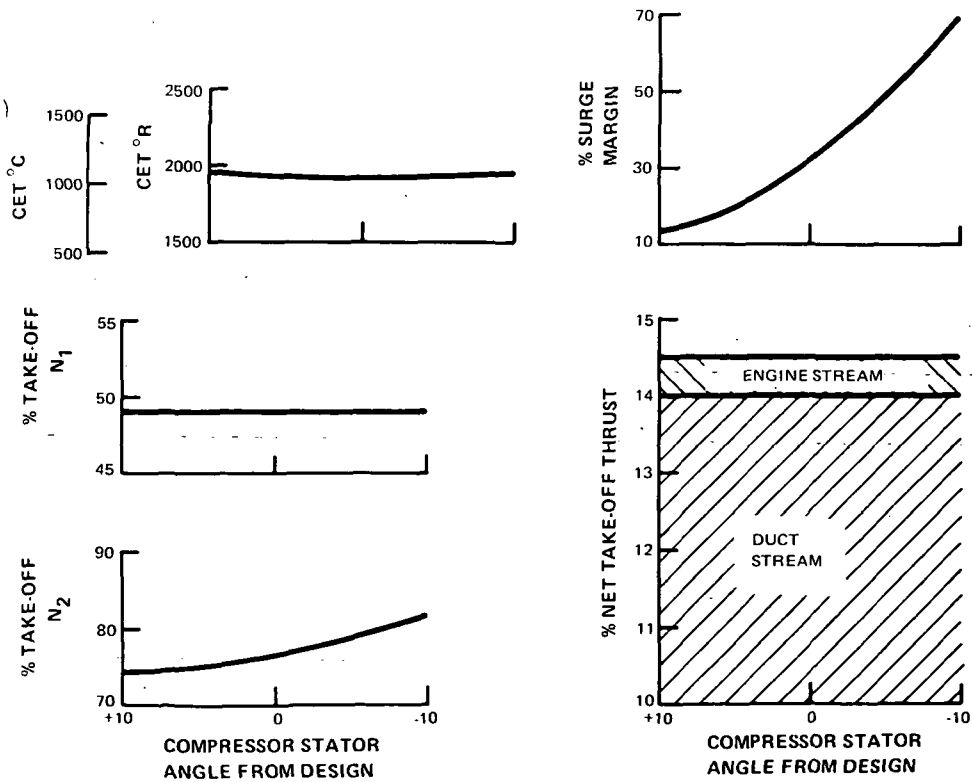 2500
2000
1500
CET °R
1500
1000
500
CET °C
70
50
30
10
% SURGE
MARGIN
55
50
45
% TAKE-OFF
N1
90
80
70
% TAKE-OFF
N2
+10
0
-10
COMPRESSOR STATOR
ANGLE FROM DESIGN
15
14
13
12
11
10
% NET TAKE-OFF THRUST
ENGINE STREAM
DUCT
STREAM
+10
0
-10
COMPRESSOR STATOR
ANGLE FROM DESIGN